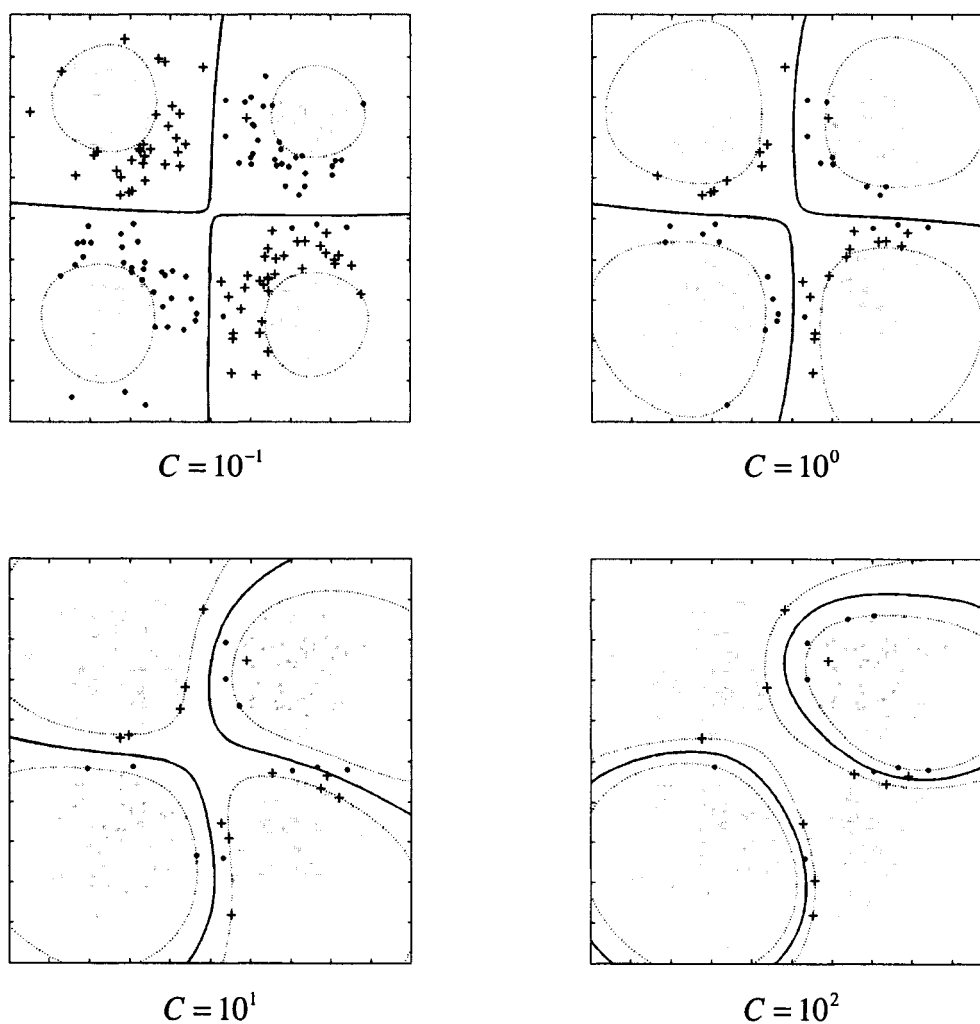 C = 10⁻¹
C = 10⁰
C = 10¹
C = 10²